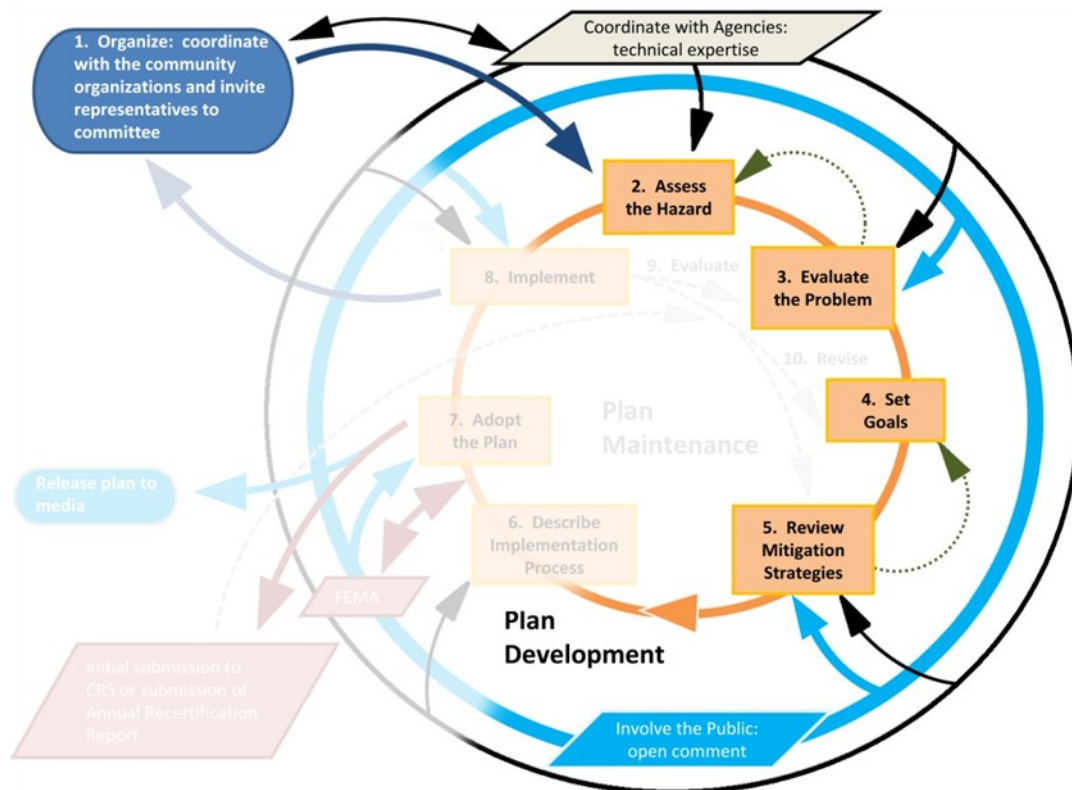 1. Organize: coordinate
with the community
organizations and invite
representatives to
committee
Coordinate with Agencies:
technical expertise
2. Assess
the Hazard
3. Evaluate
the Problem
4. Set
Goals
5. Review
Mitigation
Strategies
6. Describe
Implementation
Process
7. Adopt
the Plan
8. Implement
9. Evaluate
10. Revise
Plan
Maintenance
Plan
Development
Release plan to
media
FEMA
Initial submission to
CRS or submission of
Annual Recertification
Report
Involve the Public:
open comment